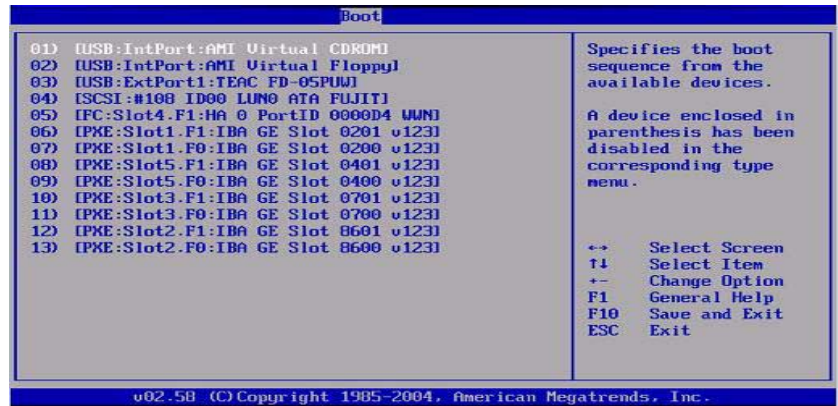 Boot
01) [USB:IntPort:AMI Virtual CDROM]
02) [USB:IntPort:AMI Virtual Floppy]
03) [USB:ExtPort1:TEAC FD-05PUW]
04) [SCSI:#108 ID00 LUN0 ATA FUJIT]
05) [FC:Slot4.F1:HA 0 PortID 0000D4 WWN]
06) [PXE:Slot1.F1:IBA GE Slot 0201 v123]
07) [PXE:Slot1.F0:IBA GE Slot 0200 v123]
08) [PXE:Slot5.F1:IBA GE Slot 0401 v123]
09) [PXE:Slot5.F0:IBA GE Slot 0400 v123]
10) [PXE:Slot3.F1:IBA GE Slot 0701 v123]
11) [PXE:Slot3.F0:IBA GE Slot 0700 v123]
12) [PXE:Slot2.F1:IBA GE Slot 8601 v123]
13) [PXE:Slot2.F0:IBA GE Slot 8600 v123]
Specifies the boot
sequence from the
available devices.
A device enclosed in
parenthesis has been
disabled in the
corresponding type
menu.
↔ Select Screen
↑↓ Select Item
+- Change Option
F1 General Help
F10 Save and Exit
ESC Exit
v02.58 (C)Copyright 1985-2004, American Megatrends, Inc.